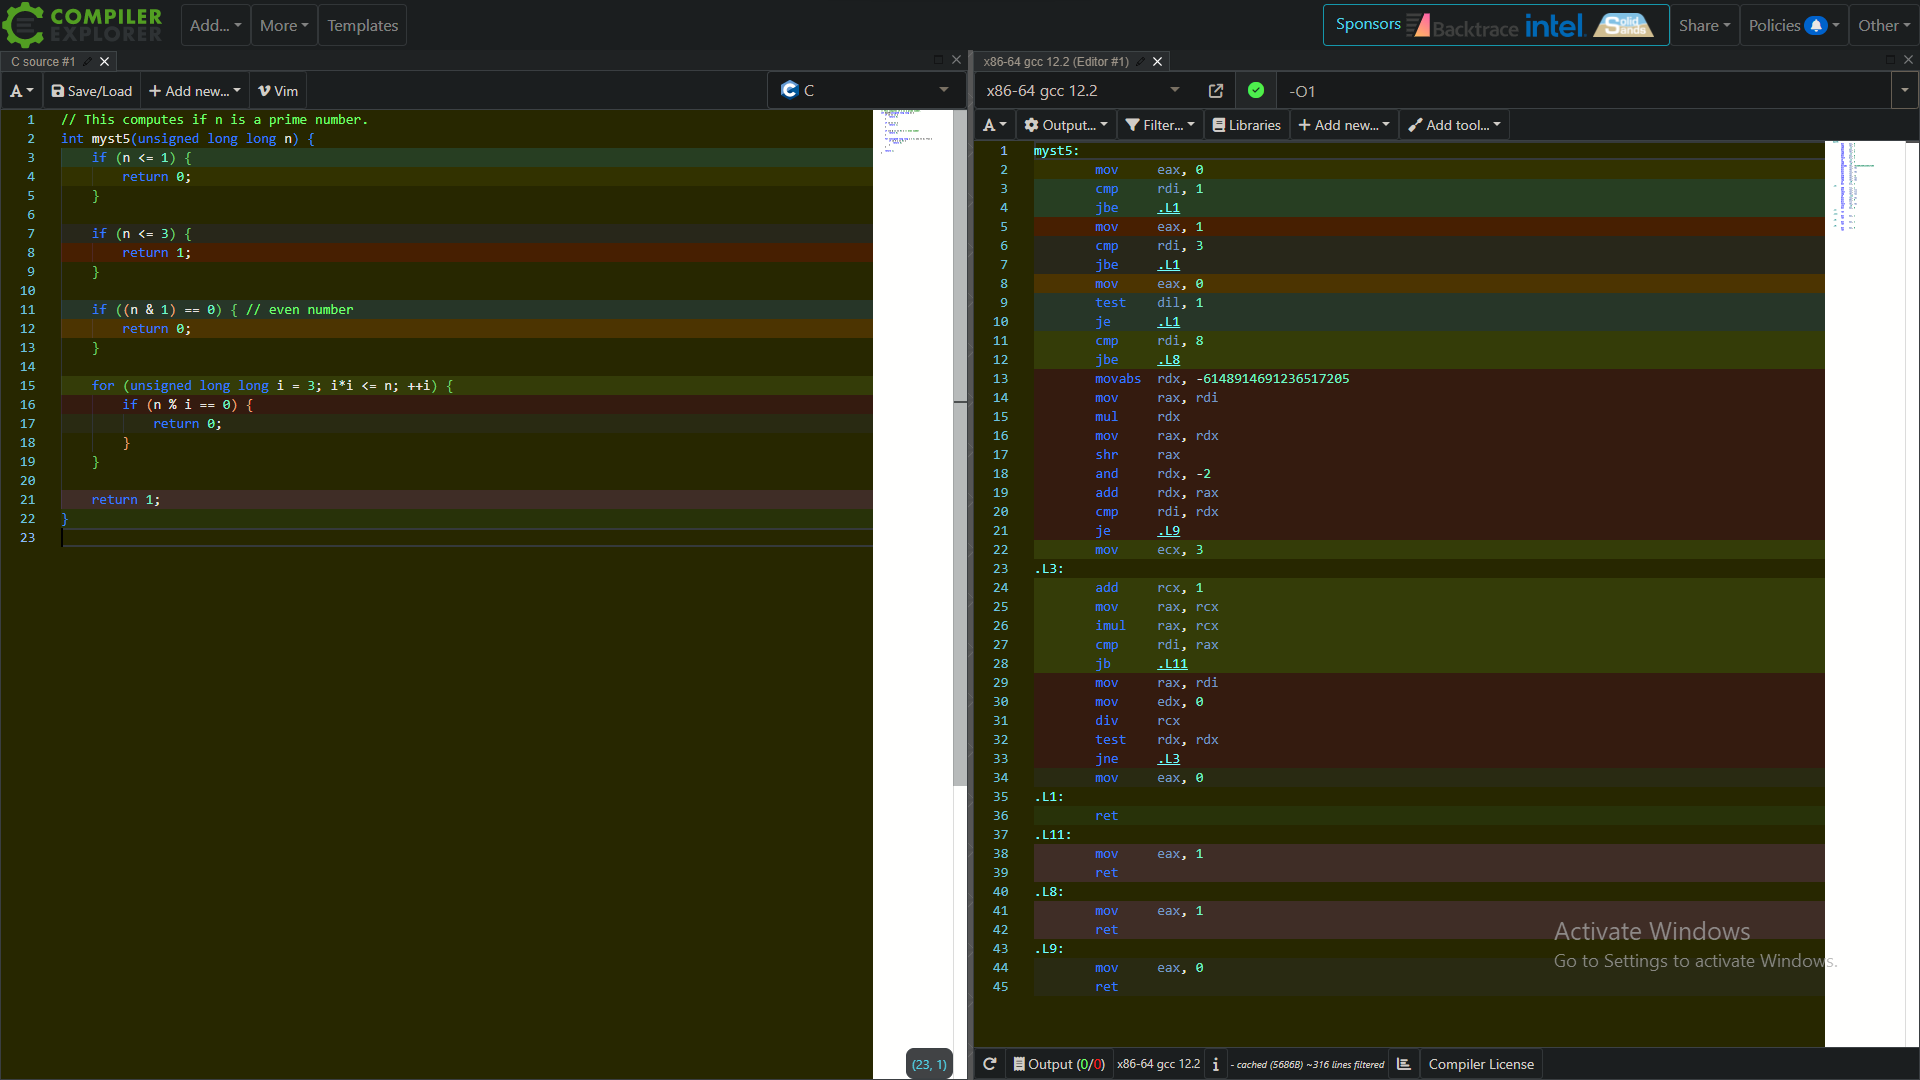 COMPILER
EXPLORER
Add...
More
Templates
Sponsors
Backtrace
intel.
Solid Sands
Share
Policies
Other
C source #1
A
Save/Load
+ Add new...
Vim
C
1 // This computes if n is a prime number.
2 int myst5(unsigned long long n) {
3 if (n <= 1) {
4 return 0;
5 }
6
7 if (n <= 3) {
8 return 1;
9 }
10
11 if ((n & 1) == 0) { // even number
12 return 0;
13 }
14
15 for (unsigned long long i = 3; i*i <= n; ++i) {
16 if (n % i == 0) {
17 return 0;
18 }
19 }
20
21 return 1;
22 }
23
(23, 1)
x86-64 gcc 12.2 (Editor #1)
x86-64 gcc 12.2
-O1
A
Output...
Filter...
Libraries
+ Add new...
Add tool...
1 myst5:
2 mov eax, 0
3 cmp rdi, 1
4 jbe .L1
5 mov eax, 1
6 cmp rdi, 3
7 jbe .L1
8 mov eax, 0
9 test dil, 1
10 je .L1
11 cmp rdi, 8
12 jbe .L8
13 movabs rdx, -6148914691236517205
14 mov rax, rdi
15 mul rdx
16 mov rax, rdx
17 shr rax
18 and rdx, -2
19 add rdx, rax
20 cmp rdi, rdx
21 je .L9
22 mov ecx, 3
23 .L3:
24 add rcx, 1
25 mov rax, rcx
26 imul rax, rcx
27 cmp rdi, rax
28 jb .L11
29 mov rax, rdi
30 mov edx, 0
31 div rcx
32 test rdx, rdx
33 jne .L3
34 mov eax, 0
35 .L1:
36 ret
37 .L11:
38 mov eax, 1
39 ret
40 .L8:
41 mov eax, 1
42 ret
43 .L9:
44 mov eax, 0
45 ret
Activate Windows
Go to Settings to activate Windows.
Output (0/0)
x86-64 gcc 12.2
i
- cached (5686B) ~316 lines filtered
Compiler License